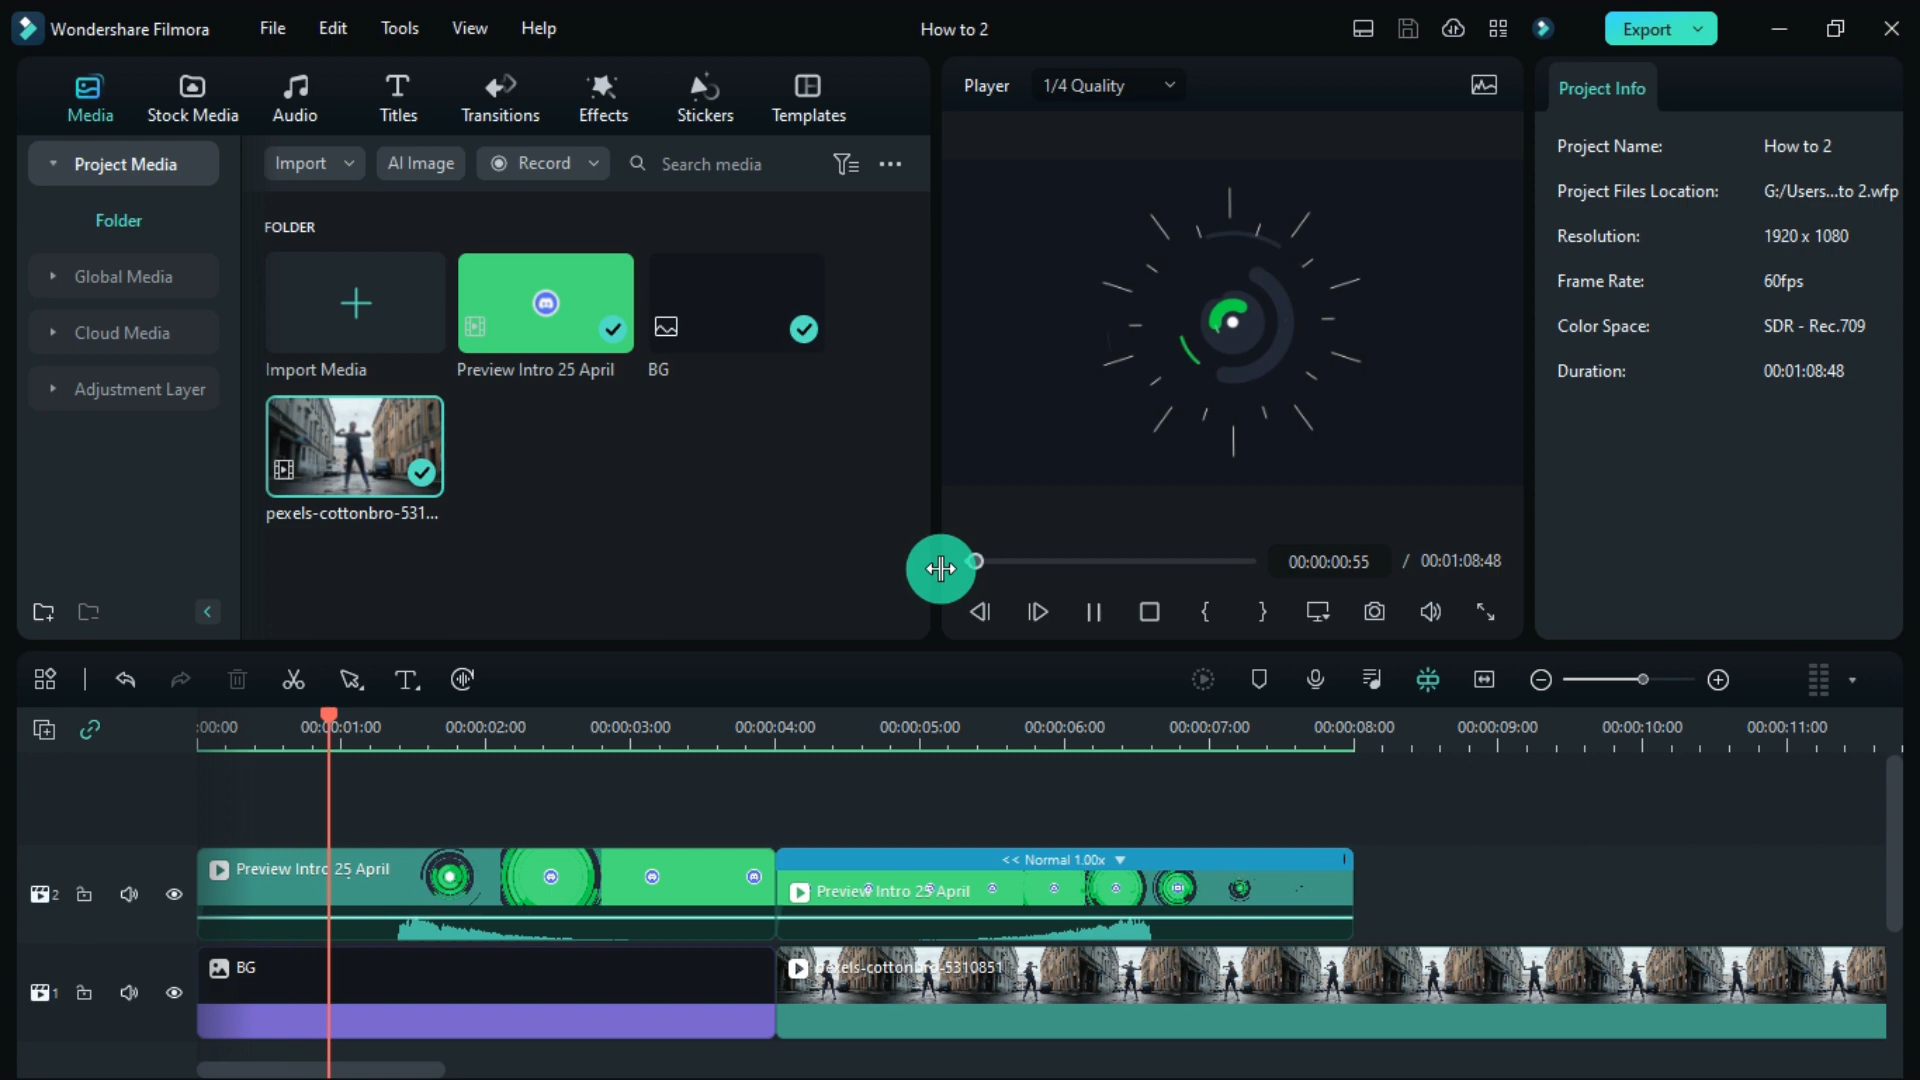 Wondershare Filmora File Edit Tools View Help How to 2 Export
Media Stock Media Audio Titles Transitions Effects Stickers Templates
Project Media
Folder
Global Media
Cloud Media
Adjustment Layer
Import AI Image Record Search media
FOLDER
Import Media Preview Intro 25 April BG
pexels-cottonbro-531...
Player 1/4 Quality
00:00:00:55 / 00:01:08:48
Project Info
Project Name: How to 2
Project Files Location: G:/Users...to 2.wfp
Resolution: 1920 x 1080
Frame Rate: 60fps
Color Space: SDR - Rec.709
Duration: 00:01:08:48
:00:00 00:00:01:00 00:00:02:00 00:00:03:00 00:00:04:00 00:00:05:00 00:00:06:00 00:00:07:00 00:00:08:00 00:00:09:00 00:00:10:00 00:00:11:00
<< Normal 1.00x
2 Preview Intro 25 April Preview Intro 25 April
1 BG pexels-cottonbro-5310851